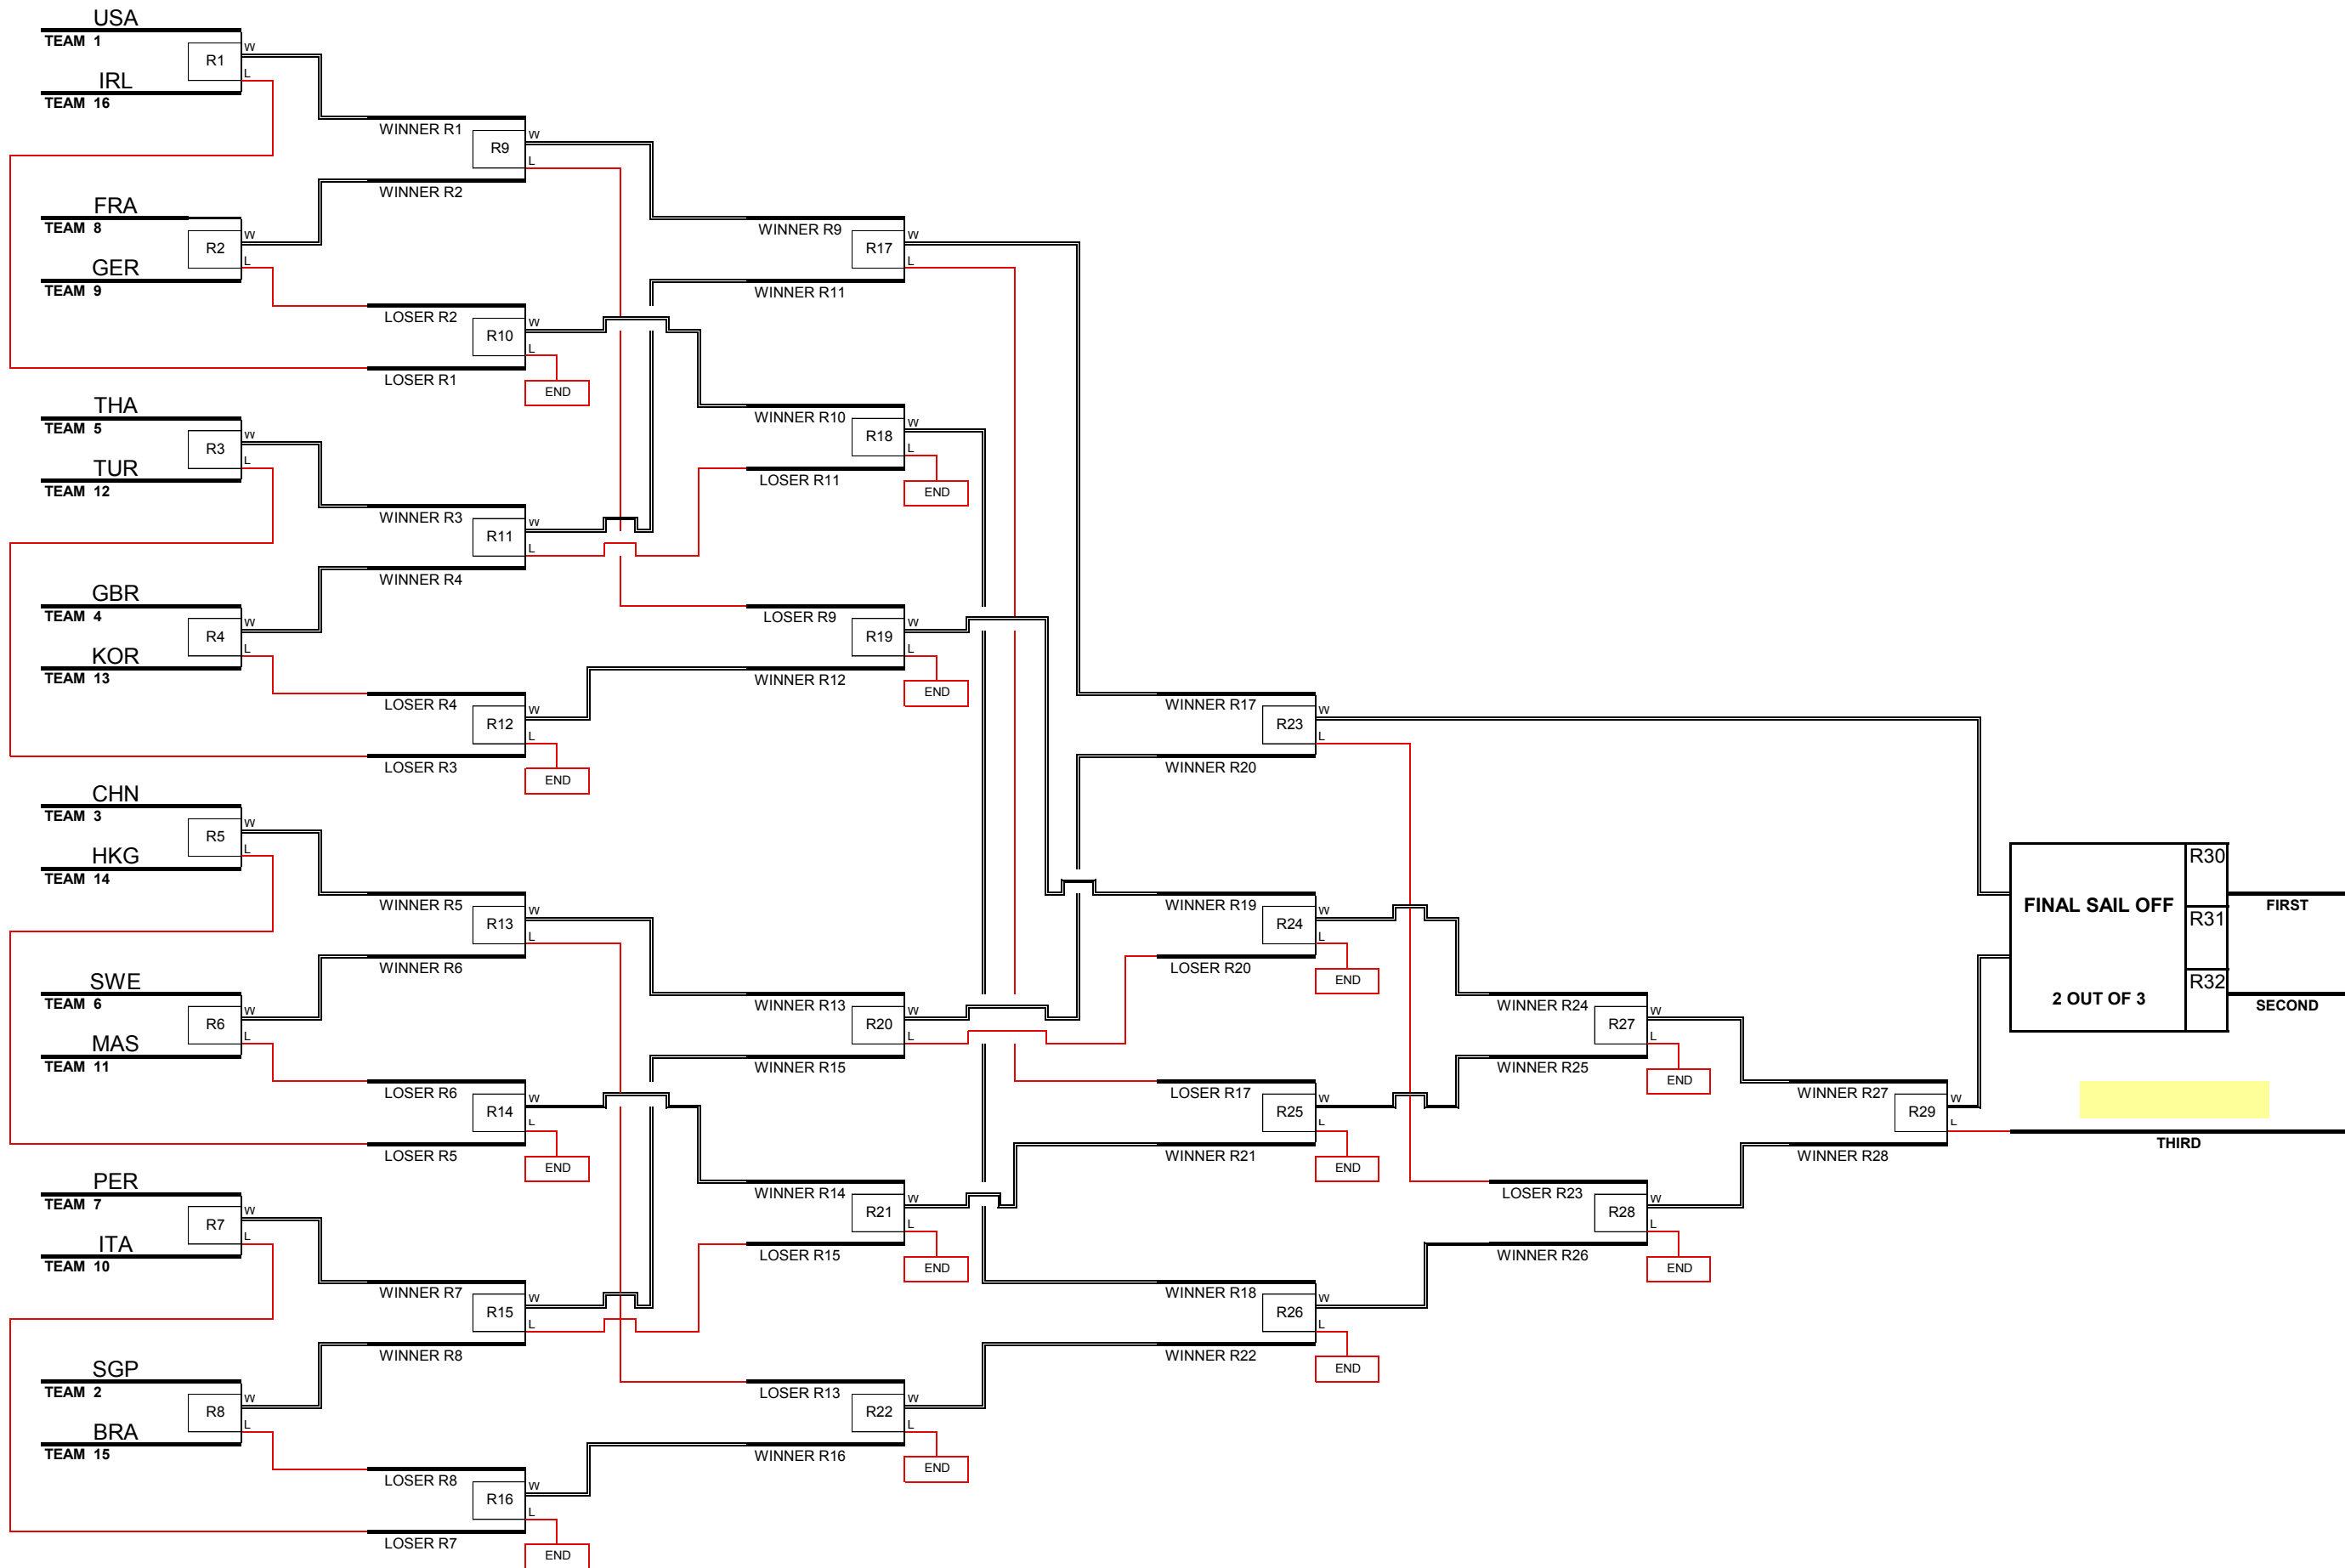 USA
TEAM 1
R1
W
L
IRL
TEAM 16
WINNER R1
R9
W
L
WINNER R2
FRA
TEAM 8
R2
W
L
GER
TEAM 9
WINNER R9
R17
W
L
WINNER R11
LOSER R2
R10
W
L
LOSER R1
END
THA
TEAM 5
R3
W
L
TUR
TEAM 12
WINNER R10
R18
W
L
LOSER R11
END
WINNER R3
R11
W
L
WINNER R4
GBR
TEAM 4
R4
W
L
KOR
TEAM 13
LOSER R9
R19
W
L
WINNER R12
END
LOSER R4
R12
W
L
LOSER R3
END
WINNER R17
R23
W
L
WINNER R20
CHN
TEAM 3
R5
W
L
HKG
TEAM 14
WINNER R5
R13
W
L
WINNER R6
WINNER R19
R24
W
L
LOSER R20
END
FINAL SAIL OFF
2 OUT OF 3
R30
R31
R32
FIRST
SECOND
SWE
TEAM 6
R6
W
L
MAS
TEAM 11
WINNER R13
R20
W
L
WINNER R15
WINNER R24
R27
W
L
WINNER R25
END
LOSER R6
R14
W
L
LOSER R5
END
LOSER R17
R25
W
L
WINNER R21
END
WINNER R27
R29
W
L
WINNER R28
THIRD
PER
TEAM 7
R7
W
L
ITA
TEAM 10
WINNER R14
R21
W
L
LOSER R15
END
LOSER R23
R28
W
L
WINNER R26
END
WINNER R7
R15
W
L
WINNER R8
WINNER R18
R26
W
L
WINNER R22
END
SGP
TEAM 2
R8
W
L
BRA
TEAM 15
LOSER R13
R22
W
L
WINNER R16
END
LOSER R8
R16
W
L
LOSER R7
END